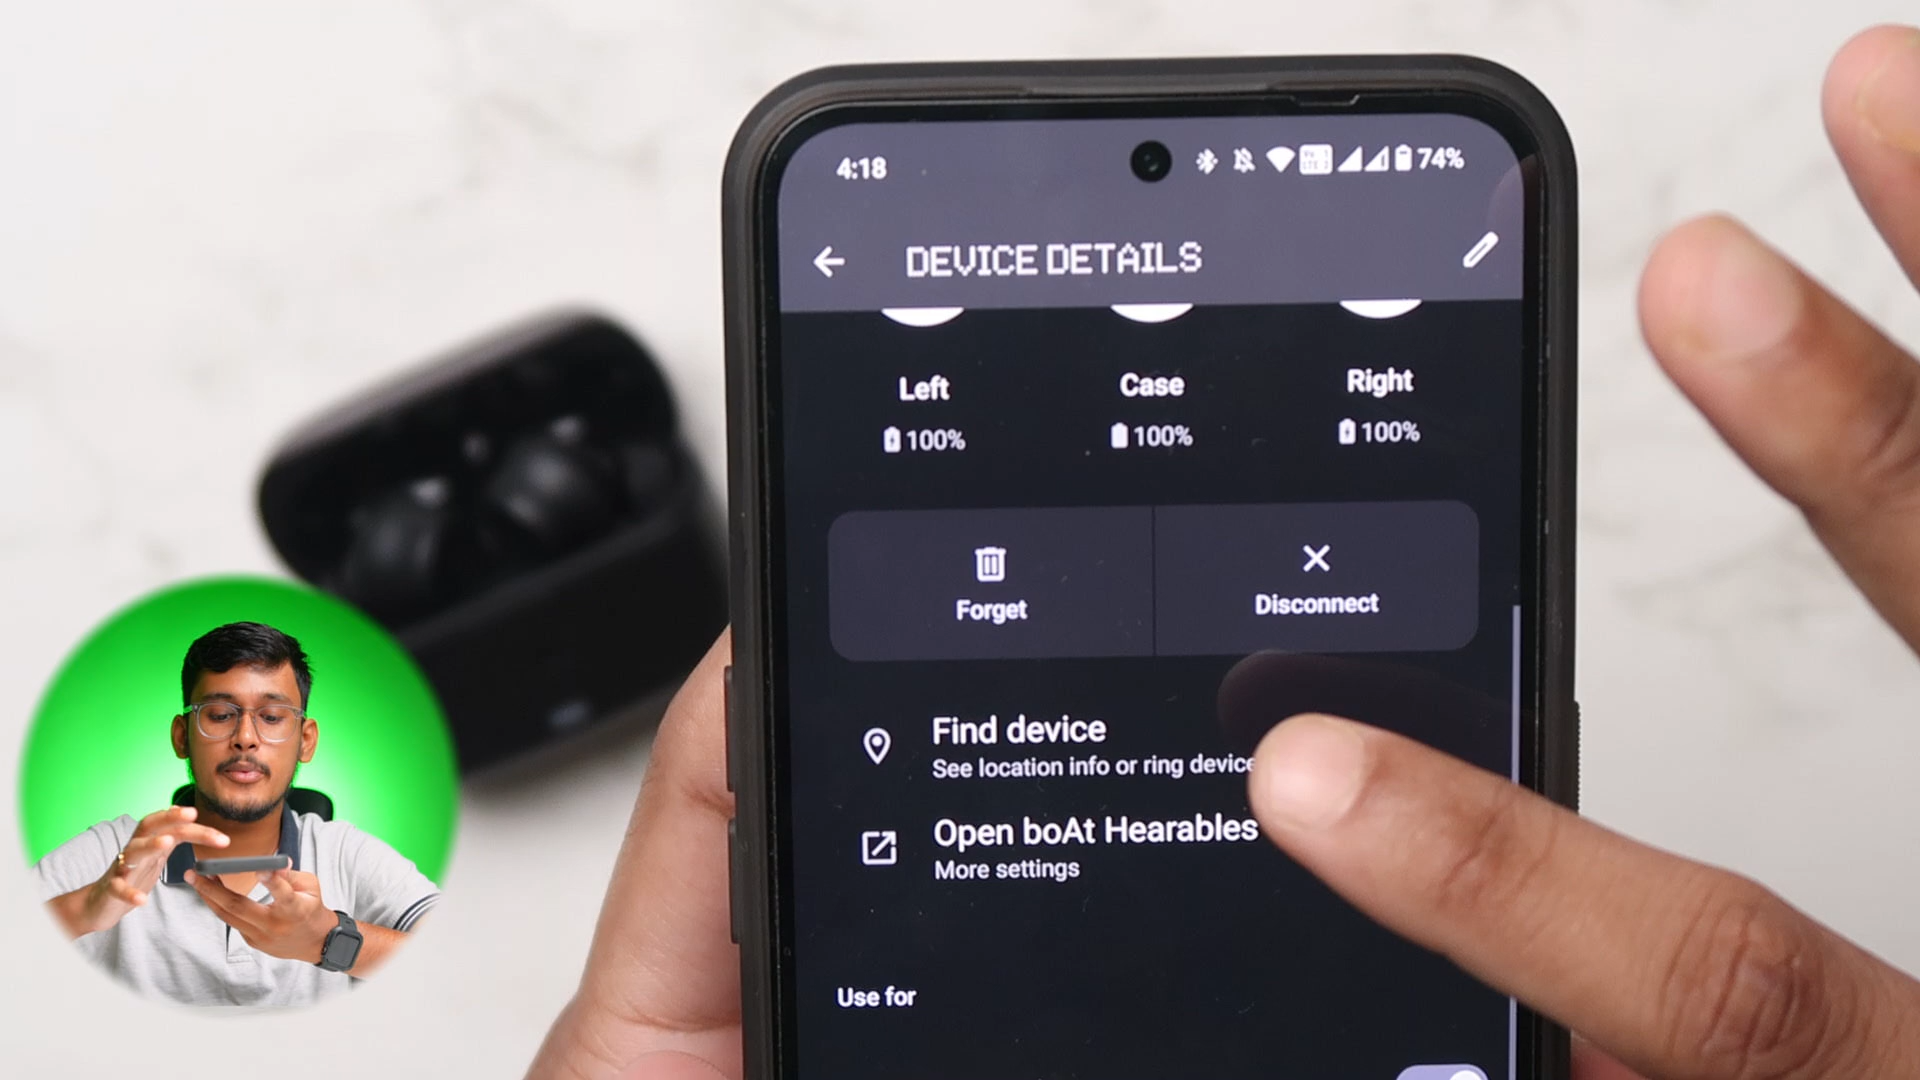 4:18
74%
DEVICE DETAILS
Left
Case
Right
100%
100%
100%
Forget
Disconnect
Find device
See location info or ring device
Open boAt Hearables
More settings
Use for